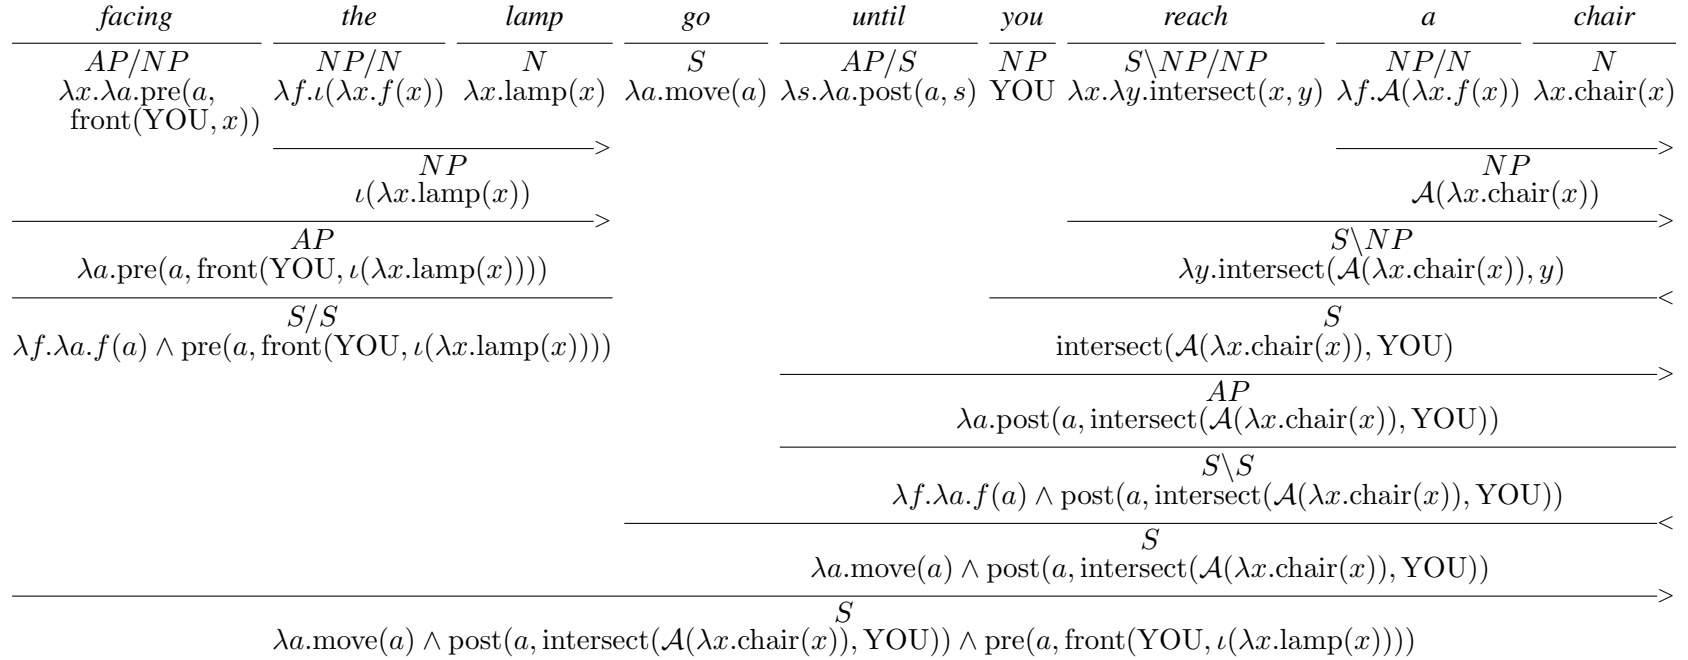 facing the lamp go until you reach a chair
AP/NP NP/N N S AP/S NP S\NP/NP NP/N N
λx.λa.pre(a, λf.ι(λx.f(x)) λx.lamp(x) λa.move(a) λs.λa.post(a, s) YOU λx.λy.intersect(x, y) λf.𝒜(λx.f(x)) λx.chair(x)
front(YOU, x))
> >
NP NP
ι(λx.lamp(x)) 𝒜(λx.chair(x))
> >
AP S\NP
λa.pre(a, front(YOU, ι(λx.lamp(x)))) λy.intersect(𝒜(λx.chair(x)), y)
<
S/S S
λf.λa.f(a) ∧ pre(a, front(YOU, ι(λx.lamp(x)))) intersect(𝒜(λx.chair(x)), YOU)
>
AP
λa.post(a, intersect(𝒜(λx.chair(x)), YOU))
S\S
λf.λa.f(a) ∧ post(a, intersect(𝒜(λx.chair(x)), YOU))
<
S
λa.move(a) ∧ post(a, intersect(𝒜(λx.chair(x)), YOU))
>
S
λa.move(a) ∧ post(a, intersect(𝒜(λx.chair(x)), YOU)) ∧ pre(a, front(YOU, ι(λx.lamp(x))))